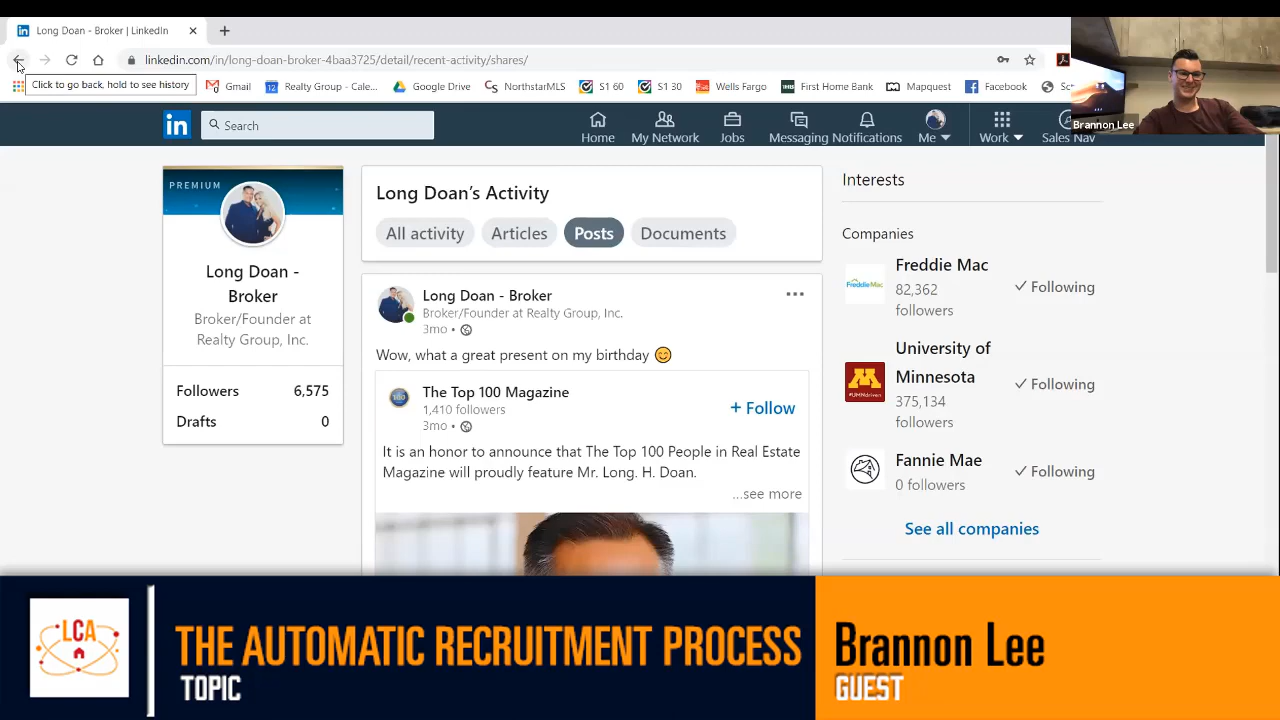 Long Doan - Broker | LinkedIn
linkedin.com/in/long-doan-broker-4baa3725/detail/recent-activity/shares/
Click to go back, hold to see history
Gmail
Realty Group - Cale...
Google Drive
NorthstarMLS
S1 60
S1 30
Wells Fargo
First Home Bank
Mapquest
Facebook
Brannon Lee
in
Search
Home
My Network
Jobs
Messaging
Notifications
Me
Work
Sales Nav
PREMIUM
Long Doan -
Broker
Broker/Founder at
Realty Group, Inc.
Followers 6,575
Drafts 0
Long Doan’s Activity
All activity
Articles
Posts
Documents
Long Doan - Broker
Broker/Founder at Realty Group, Inc.
3mo •
Wow, what a great present on my birthday 😊
The Top 100 Magazine
1,410 followers
3mo •
+ Follow
It is an honor to announce that The Top 100 People in Real Estate
Magazine will proudly feature Mr. Long. H. Doan.
...see more
Interests
Companies
Freddie Mac
82,362
followers
Following
University of
Minnesota
375,134
followers
Following
Fannie Mae
0 followers
Following
See all companies
LCA
THE AUTOMATIC RECRUITMENT PROCESS
TOPIC
Brannon Lee
GUEST